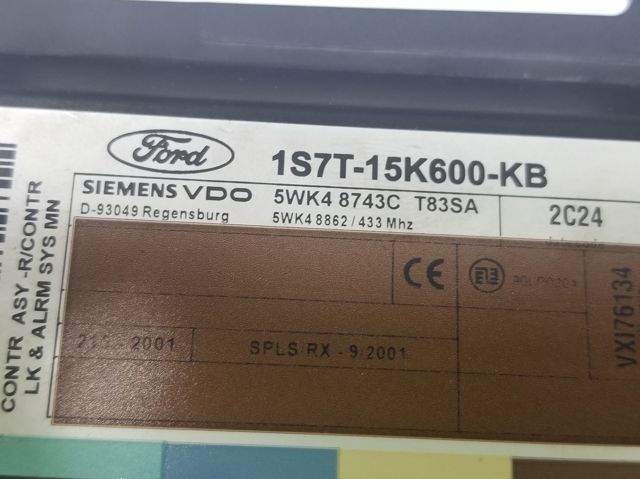 Ford
1S7T-15K600-KB
SIEMENS VDO
D-93049 Regensburg
5WK4 8743C T83SA
5WK4 8862 / 433 Mhz
2C24
CE
2001
SPLS/RX - 9/2001
VXI76134
CONTR ASY -R/CONTR
LK & ALRM SYS MN